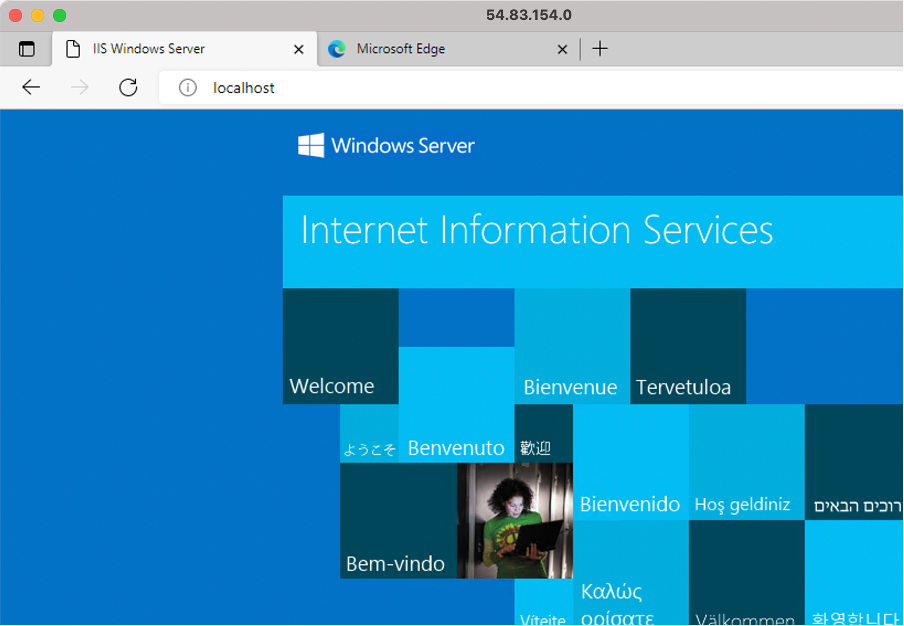 54.83.154.0
IIS Windows Server
Microsoft Edge
localhost
Windows Server
Internet Information Services
Welcome
Bienvenue
Tervetuloa
ようこそ
Benvenuto
歡迎
Bienvenido
Hoş geldiniz
רוכים הבאים
Bem-vindo
Vítejte
Καλώς
ορίσατε
Välkommen
환영합니다